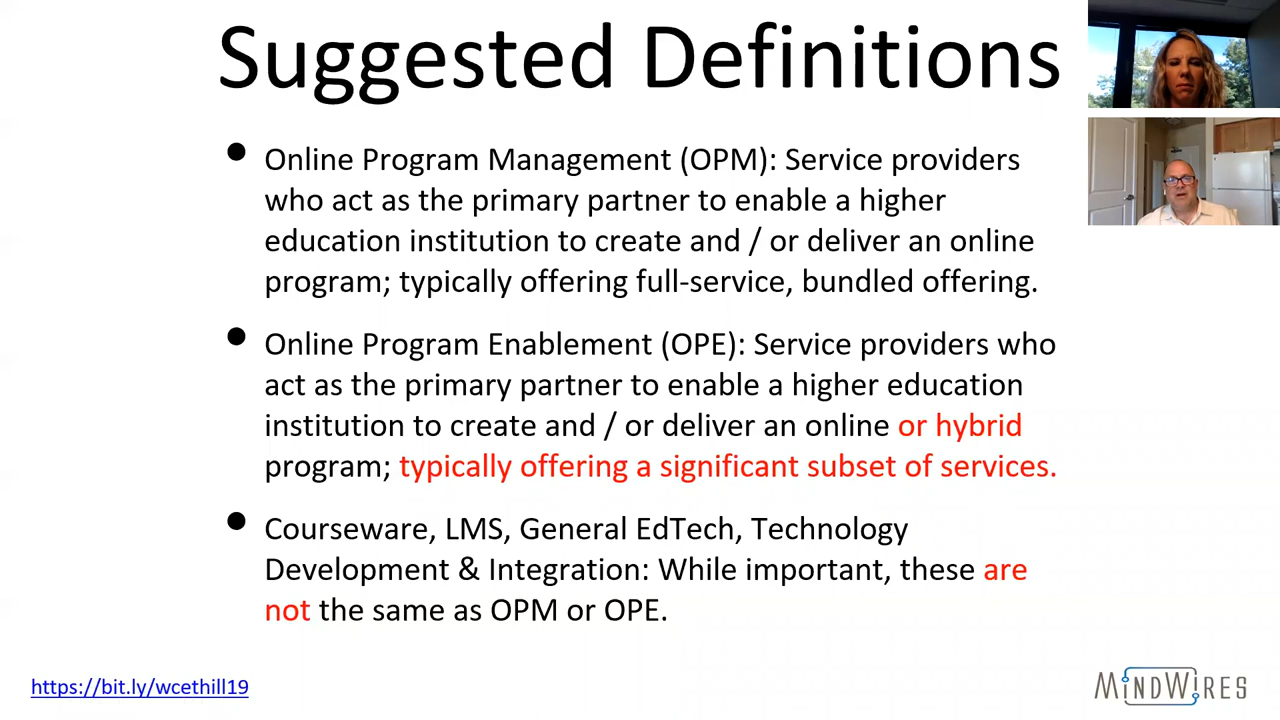 Suggested Definitions
• Online Program Management (OPM): Service providers
who act as the primary partner to enable a higher
education institution to create and / or deliver an online
program; typically offering full-service, bundled offering.
• Online Program Enablement (OPE): Service providers who
act as the primary partner to enable a higher education
institution to create and / or deliver an online or hybrid
program; typically offering a significant subset of services.
• Courseware, LMS, General EdTech, Technology
Development & Integration: While important, these are
not the same as OPM or OPE.
https://bit.ly/wcethill19
MINDWIRES